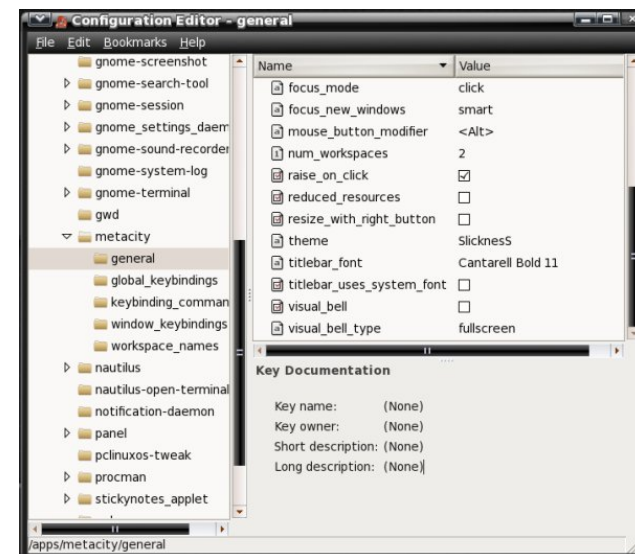 Configuration Editor - general
File Edit Bookmarks Help
gnome-screenshot
gnome-search-tool
gnome-session
gnome_settings_daem
gnome-sound-recorder
gnome-system-log
gnome-terminal
gwd
metacity
general
global_keybindings
keybinding_comman
window_keybindings
workspace_names
nautilus
nautilus-open-terminal
notification-daemon
panel
pclinuxos-tweak
procman
stickynotes_applet
Name Value
focus_mode click
focus_new_windows smart
mouse_button_modifier <Alt>
num_workspaces 2
raise_on_click
reduced_resources
resize_with_right_button
theme SlicknesS
titlebar_font Cantarell Bold 11
titlebar_uses_system_font
visual_bell
visual_bell_type fullscreen
Key Documentation
Key name: (None)
Key owner: (None)
Short description: (None)
Long description: (None)
/apps/metacity/general